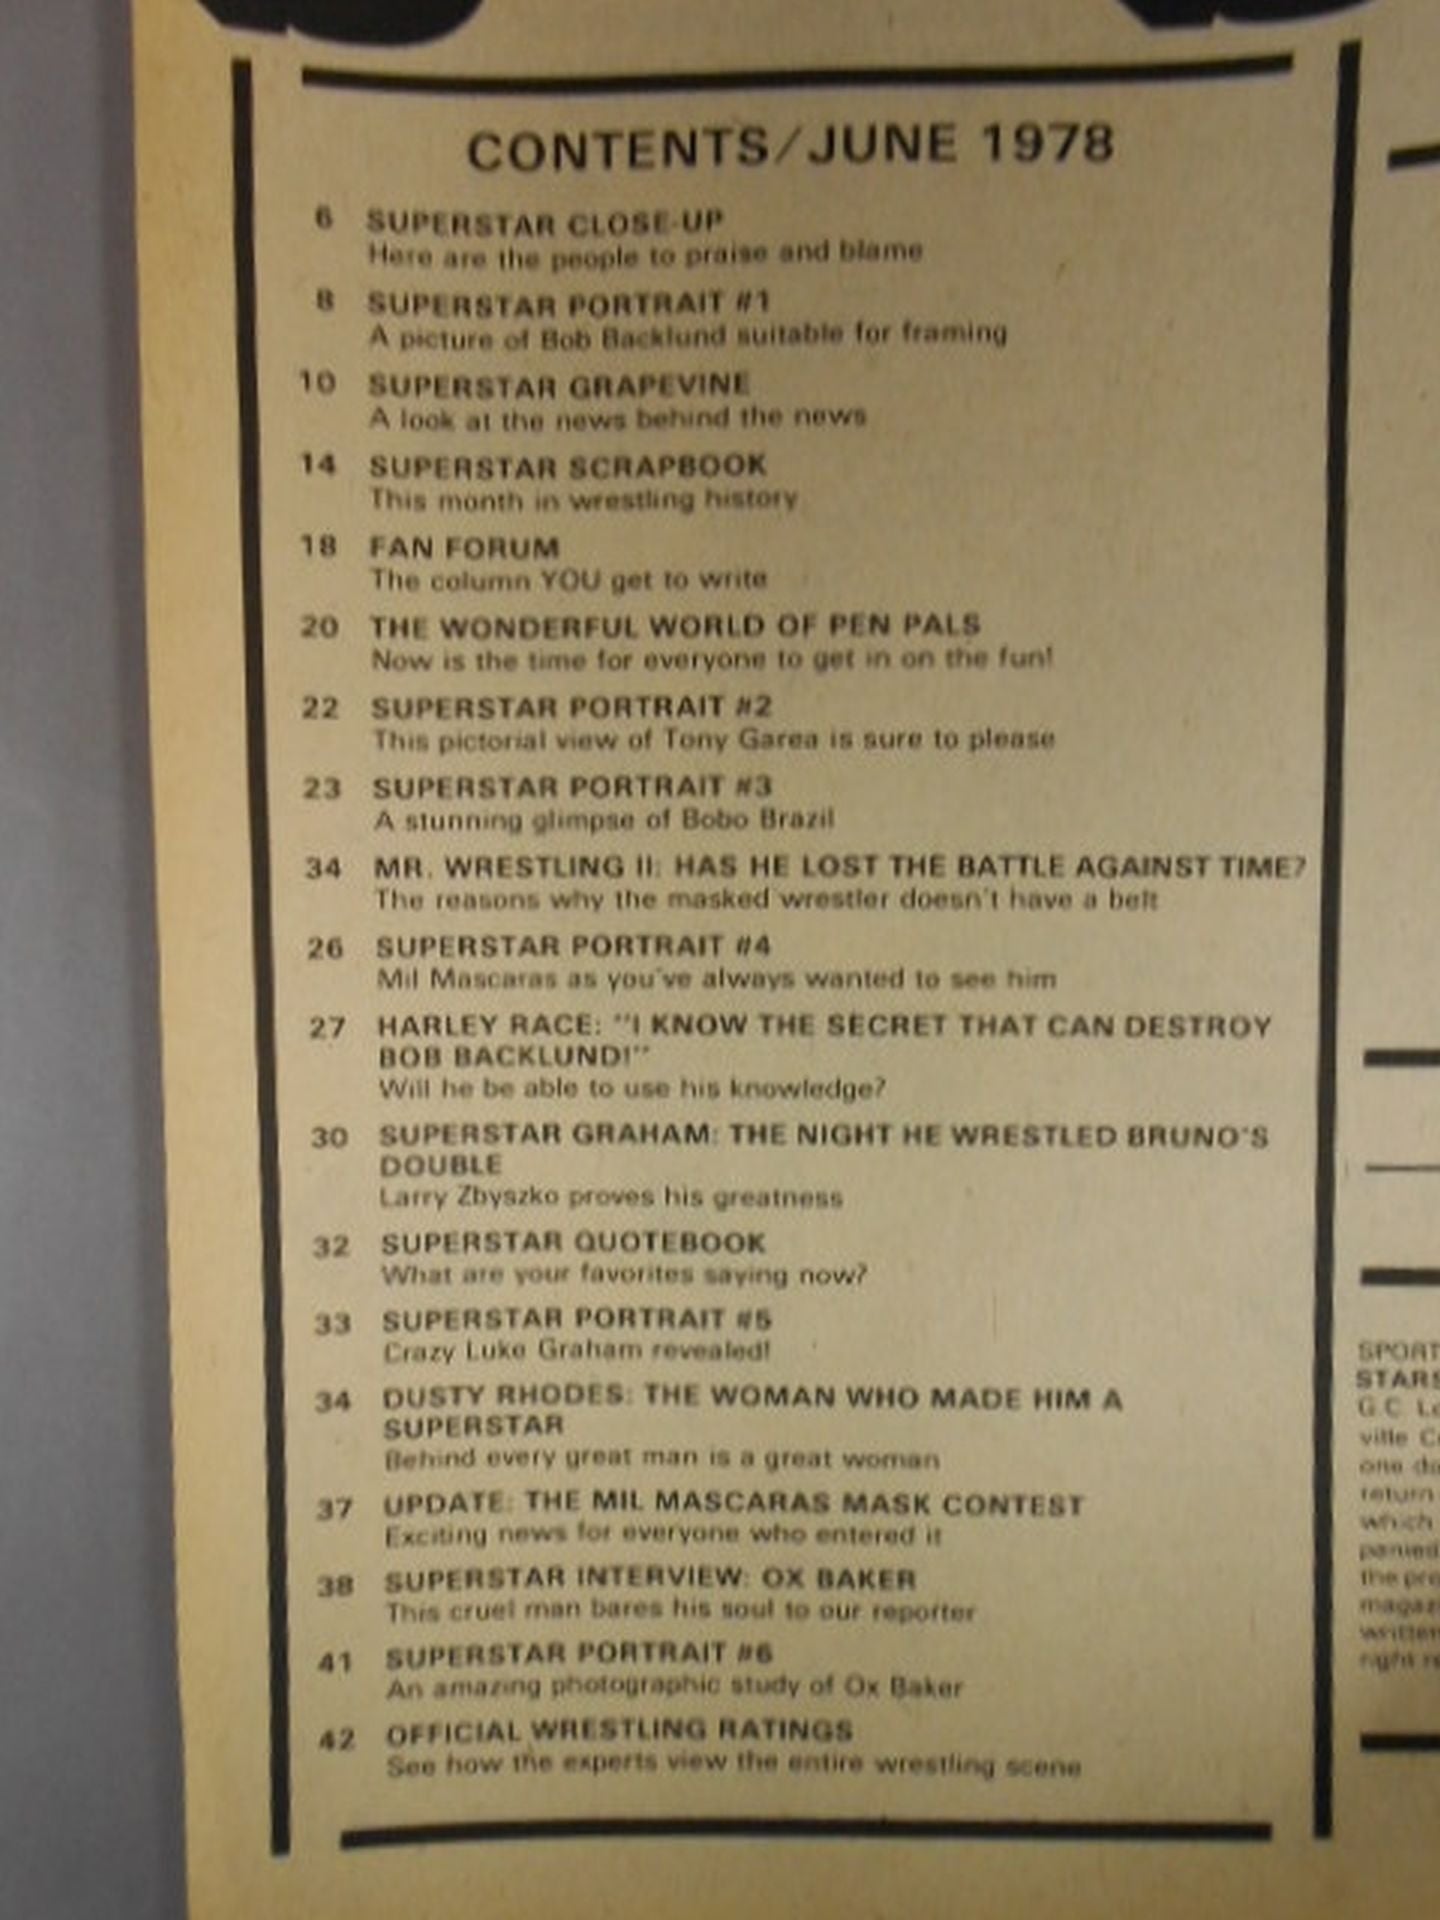 CONTENTS/JUNE 1978
6 SUPERSTAR CLOSE-UP
Here are the people to praise and blame
8 SUPERSTAR PORTRAIT #1
A picture of Bob Backlund suitable for framing
10 SUPERSTAR GRAPEVINE
A look at the news behind the news
14 SUPERSTAR SCRAPBOOK
This month in wrestling history
18 FAN FORUM
The column YOU get to write
20 THE WONDERFUL WORLD OF PEN PALS
Now is the time for everyone to get in on the fun!
22 SUPERSTAR PORTRAIT #2
This pictorial view of Tony Garea is sure to please
23 SUPERSTAR PORTRAIT #3
A stunning glimpse of Bobo Brazil
34 MR. WRESTLING II: HAS HE LOST THE BATTLE AGAINST TIME?
The reasons why the masked wrestler doesn't have a belt
26 SUPERSTAR PORTRAIT #4
Mil Mascaras as you've always wanted to see him
27 HARLEY RACE: "I KNOW THE SECRET THAT CAN DESTROY
BOB BACKLUND!"
Will he be able to use his knowledge?
30 SUPERSTAR GRAHAM: THE NIGHT HE WRESTLED BRUNO'S
DOUBLE
Larry Zbyszko proves his greatness
32 SUPERSTAR QUOTEBOOK
What are your favorites saying now?
33 SUPERSTAR PORTRAIT #5
Crazy Luke Graham revealed!
34 DUSTY RHODES: THE WOMAN WHO MADE HIM A
SUPERSTAR
Behind every great man is a great woman
37 UPDATE: THE MIL MASCARAS MASK CONTEST
Exciting news for everyone who entered it
38 SUPERSTAR INTERVIEW: OX BAKER
This cruel man bares his soul to our reporter
41 SUPERSTAR PORTRAIT #6
An amazing photographic study of Ox Baker
42 OFFICIAL WRESTLING RATINGS
See how the experts view the entire wrestling scene
SPORT
STARS
G.C.
ville
one
return
which